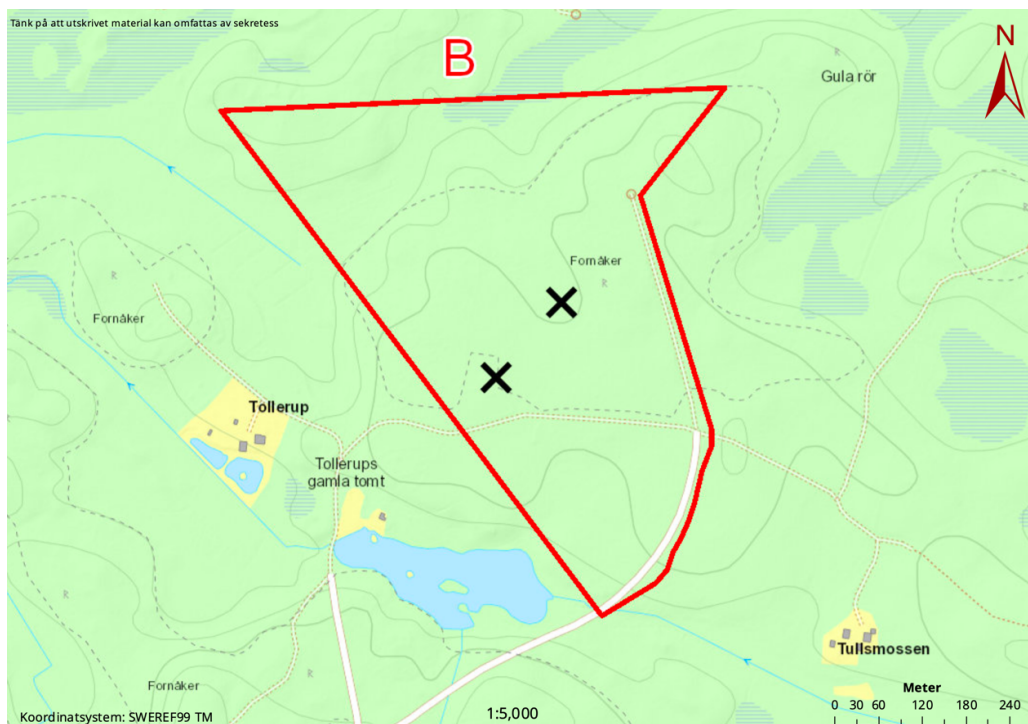 Tänk på att utskrivet material kan omfattas av sekretess
B
N
Gula rör
R
Fornåker
R
R
R
Fornåker
Tollerup
Tollerups
gamla tomt
Tullsmossen
R
Fornåker
Meter
0 30 60 120 180 240
Koordinatsystem: SWEREF99 TM
1:5,000